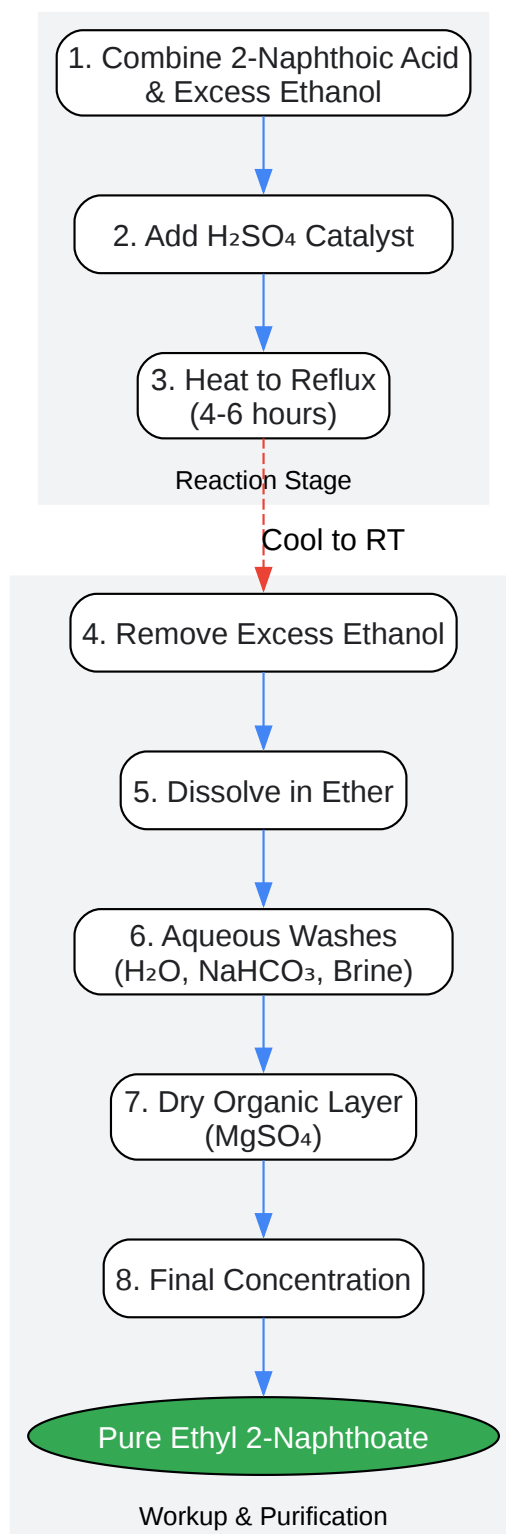 1. Combine 2-Naphthoic Acid
& Excess Ethanol
2. Add H₂SO₄ Catalyst
3. Heat to Reflux
(4-6 hours)
Reaction Stage
Cool to RT
4. Remove Excess Ethanol
5. Dissolve in Ether
6. Aqueous Washes
(H₂O, NaHCO₃, Brine)
7. Dry Organic Layer
(MgSO₄)
8. Final Concentration
Pure Ethyl 2-Naphthoate
Workup & Purification